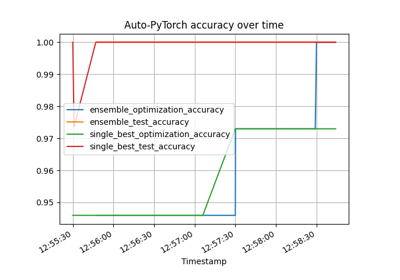 Auto-PyTorch accuracy over time
1.00
0.99
0.98
0.97
0.96
0.95
ensemble_optimization_accuracy
ensemble_test_accuracy
single_best_optimization_accuracy
single_best_test_accuracy
12:55:30
12:56:00
12:56:30
12:57:00
12:57:30
12:58:00
12:58:30
Timestamp